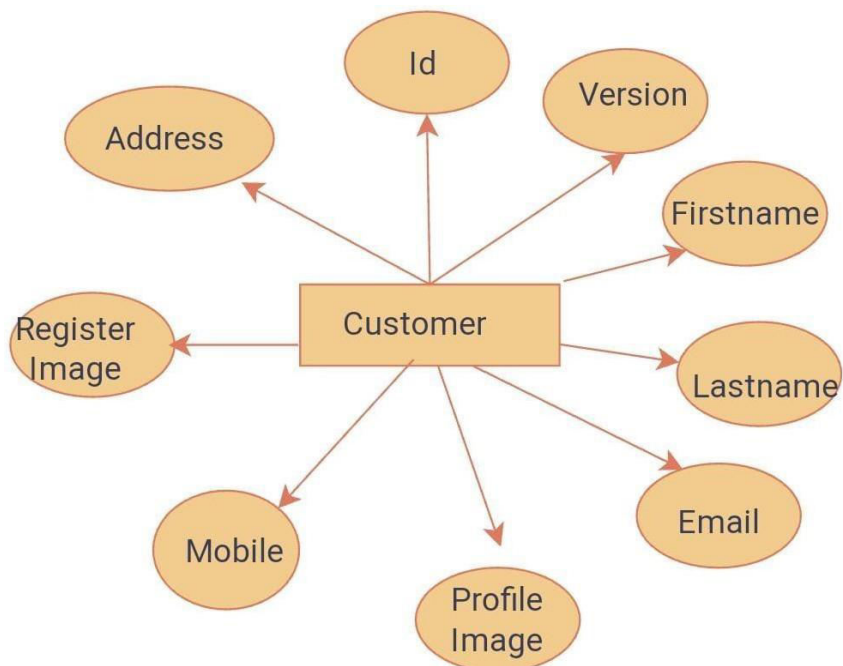 Id
Version
Address
Firstname
Customer
Register
Image
Lastname
Email
Mobile
Profile
Image